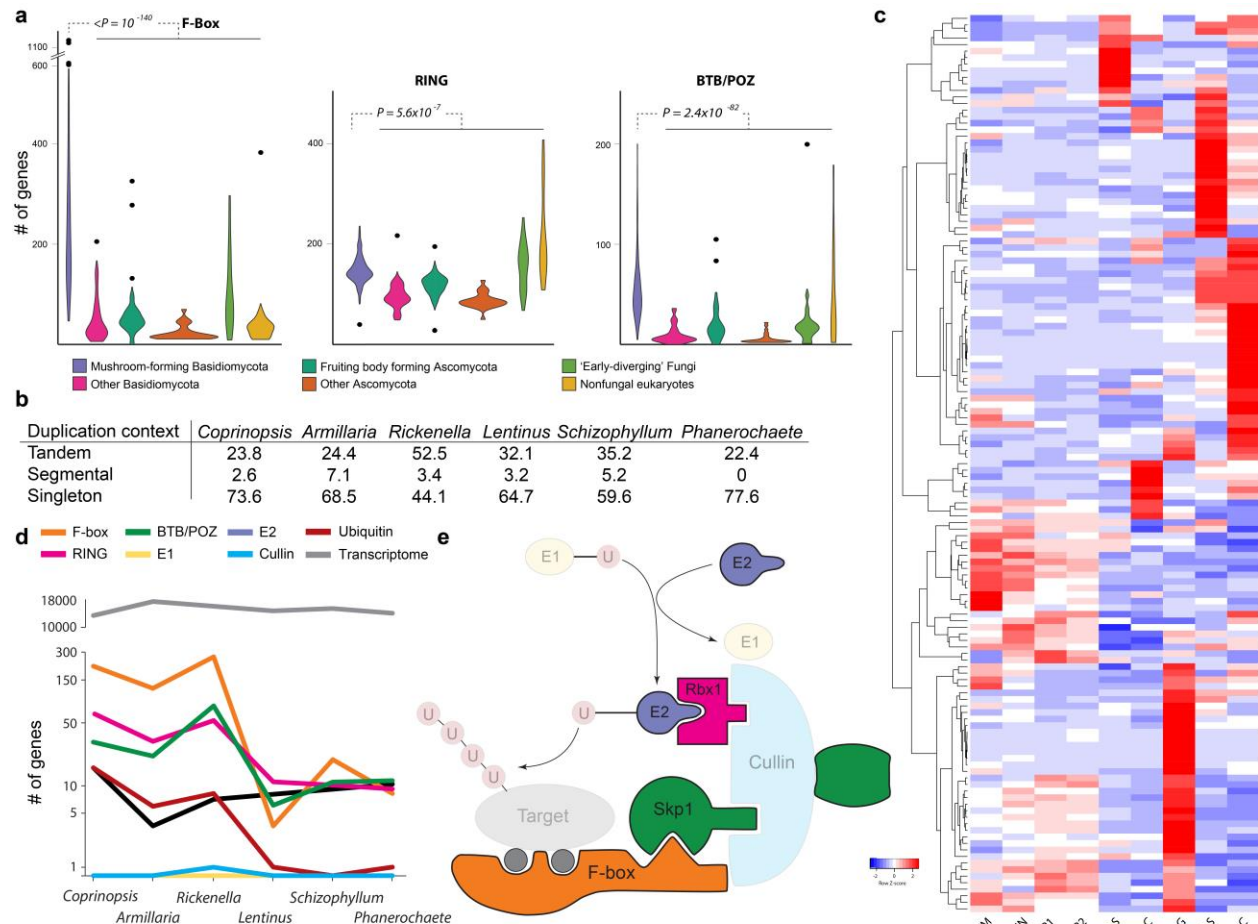 a
<P = 10 -140
F-Box
1100
600
400
200
# of genes
RING
P = 5.6x10 -7
400
200
BTB/POZ
P = 2.4x10 -82
200
100
Mushroom-forming Basidiomycota
Other Basidiomycota
Fruiting body forming Ascomycota
Other Ascomycota
'Early-diverging' Fungi
Nonfungal eukaryotes
b
Duplication context Coprinopsis Armillaria Rickenella Lentinus Schizophyllum Phanerochaete
Tandem 23.8 24.4 52.5 32.1 35.2 22.4
Segmental 2.6 7.1 3.4 3.2 5.2 0
Singleton 73.6 68.5 44.1 64.7 59.6 77.6
c
-2 0 2
Row Z-score
d
F-box BTB/POZ E2 Ubiquitin
RING E1 Cullin Transcriptome
18000
10000
300
150
50
10
5
1
# of genes
Coprinopsis
Armillaria
Rickenella
Lentinus
Schizophyllum
Phanerochaete
e
E1
U
E2
E1
Rbx1
E2
U
U
U
U
U
Cullin
Target
Skp1
F-box